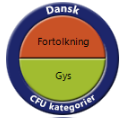 Dansk
Fortolkning
Gys
CFU kategorier